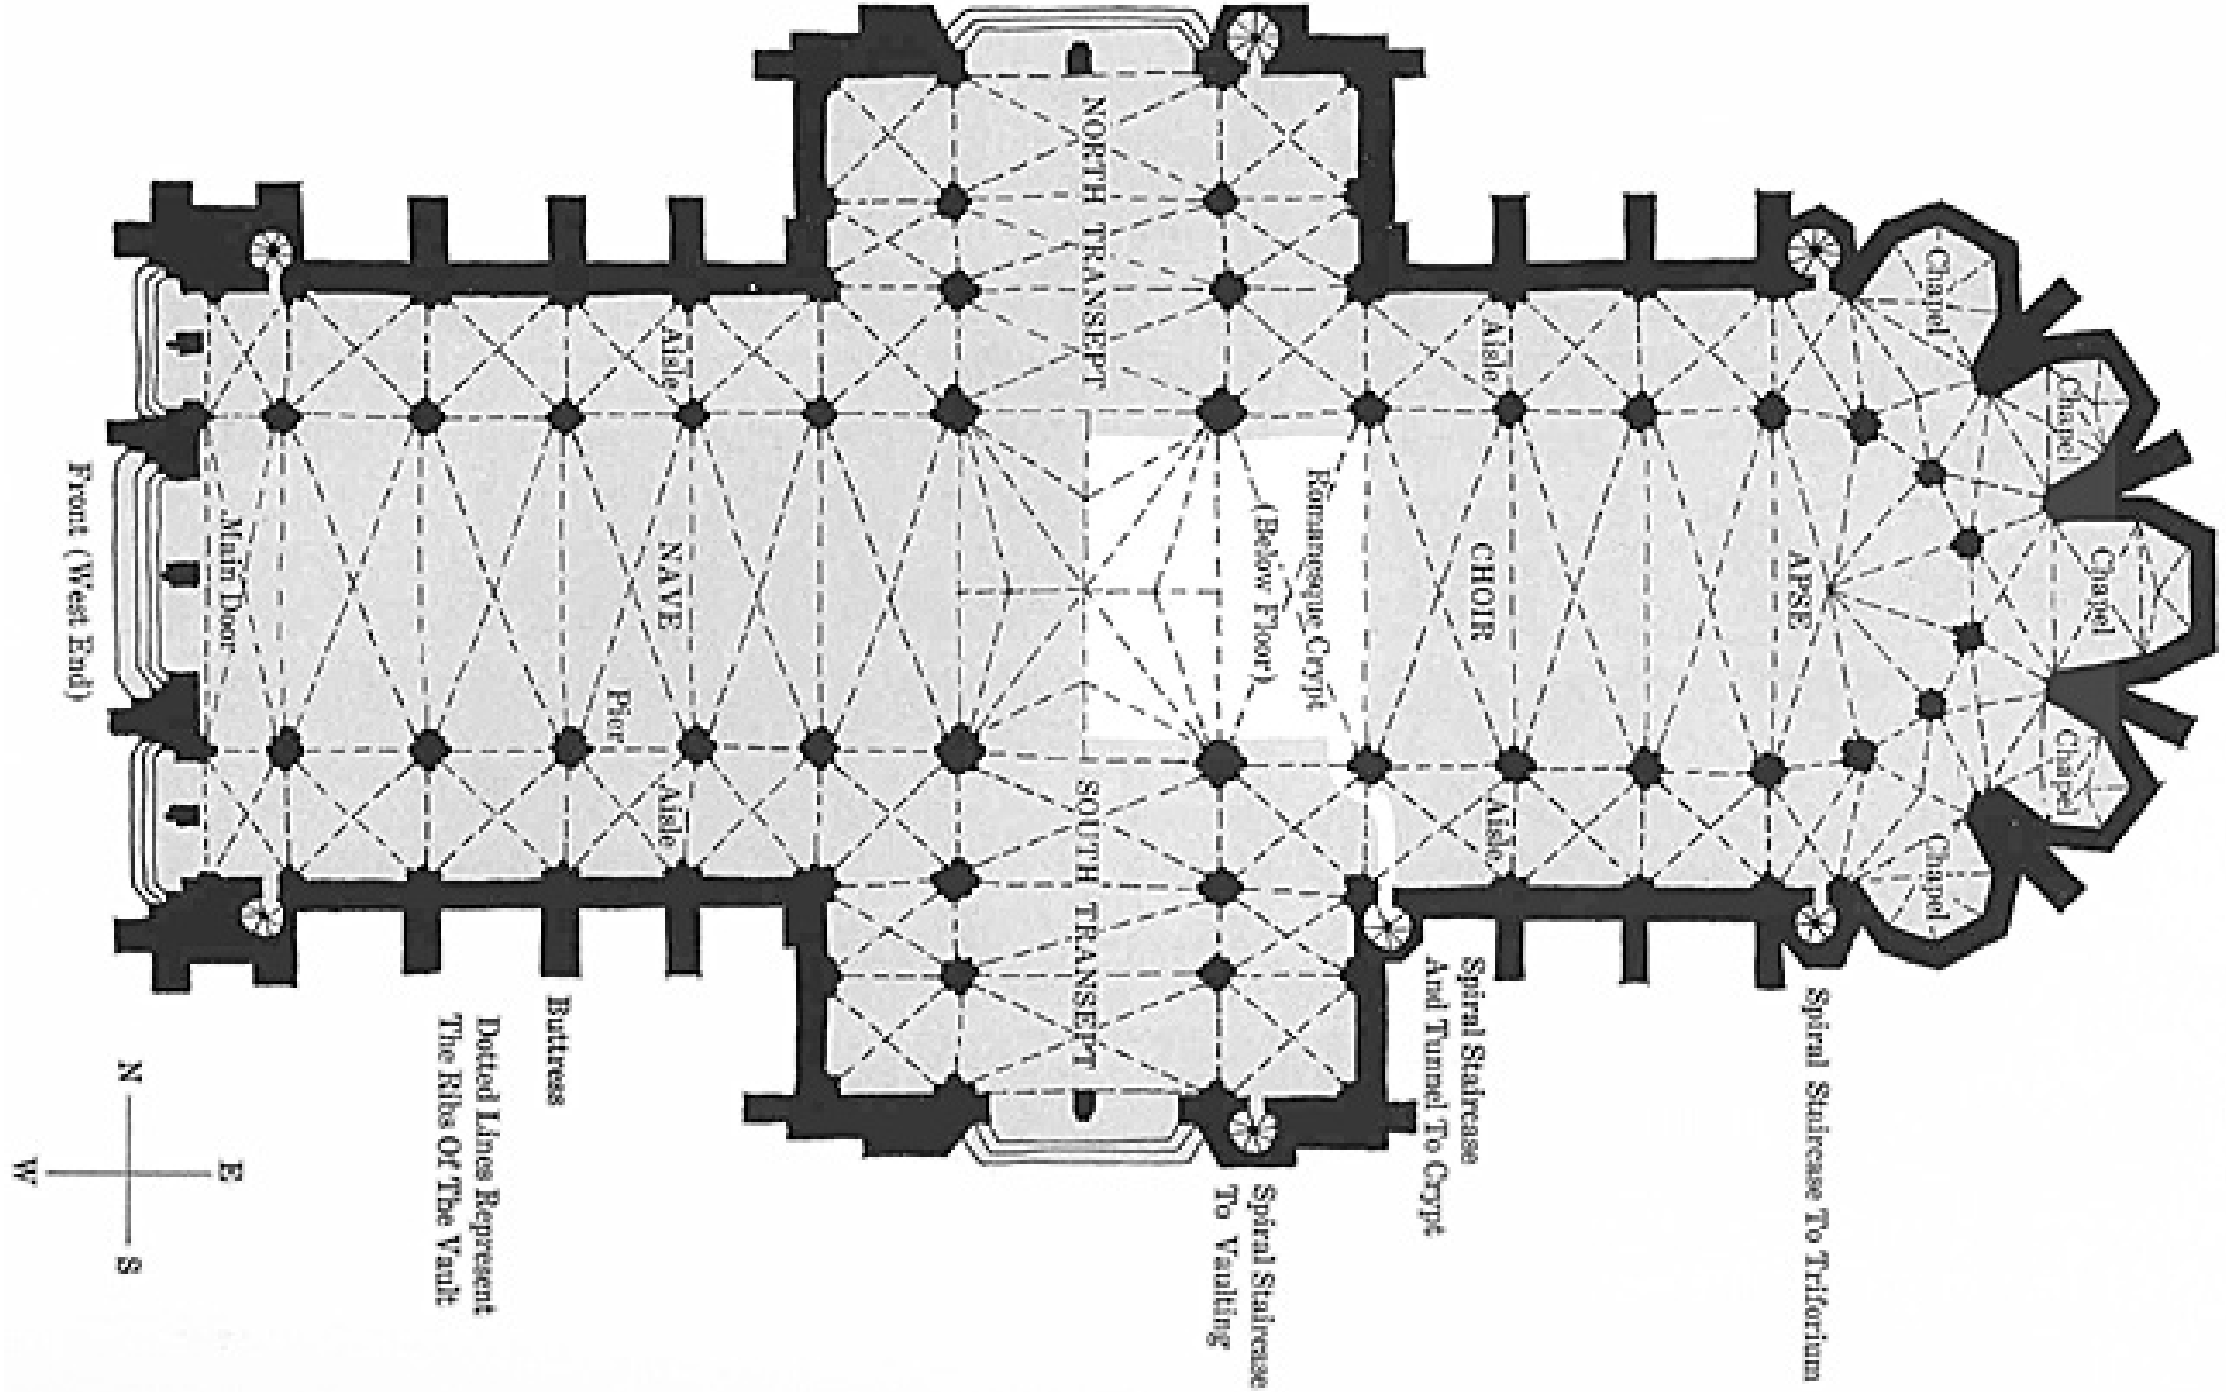 NORTH TRANSEPT
Chapel
Chapel
Chapel
Chapel
Chapel
Aisle
Aisle
Front (West End)
Main Door
NAVE
Romanesque Crypt
(Below Floor)
CHOIR
APSE
Pier
Aisle
Aisle
SOUTH TRANSEPT
Buttress
Dotted Lines Represent
The Ribs Of The Vault
Spiral Staircase
And Tunnel To Crypt
Spiral Staircase
To Vaulting
Spiral Staircase To Triforium
N
E
W
S